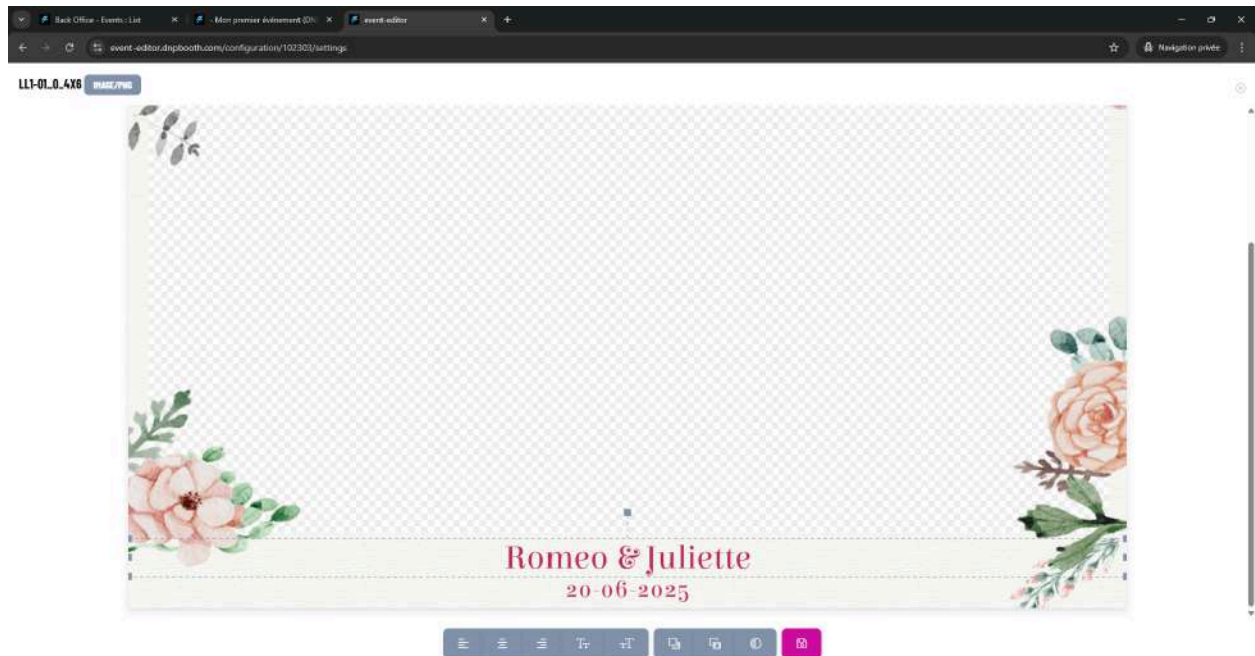 Back Office - Events : List
- Mon premier événement (DN
event-editor
event-editor.dnpbooth.com/configuration/102303/settings
Navigation privée
LL1-01_0_4X6
IMAGE/PNG
Romeo & Juliette
20-06-2025